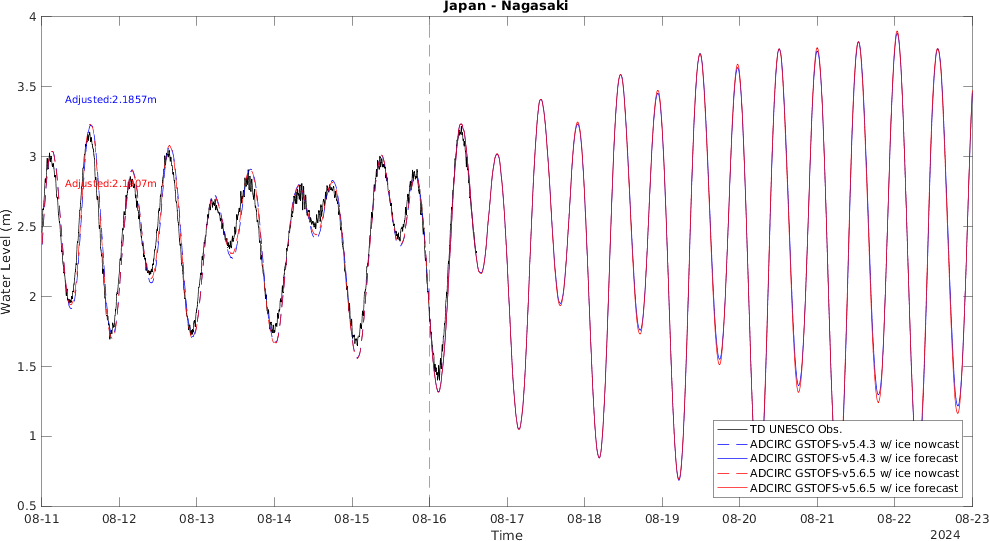 Japan - Nagasaki
4
3.5
3
2.5
2
1.5
1
0.5
Water Level (m)
Adjusted:2.1857m
TD UNESCO Obs.
ADCIRC GSTOFS-v5.4.3 w/ ice nowcast
ADCIRC GSTOFS-v5.4.3 w/ ice forecast
ADCIRC GSTOFS-v5.6.5 w/ ice nowcast
ADCIRC GSTOFS-v5.6.5 w/ ice forecast
08-11 08-12 08-13 08-14 08-15 08-16 08-17 08-18 08-19 08-20 08-21 08-22 08-23
Time
2024